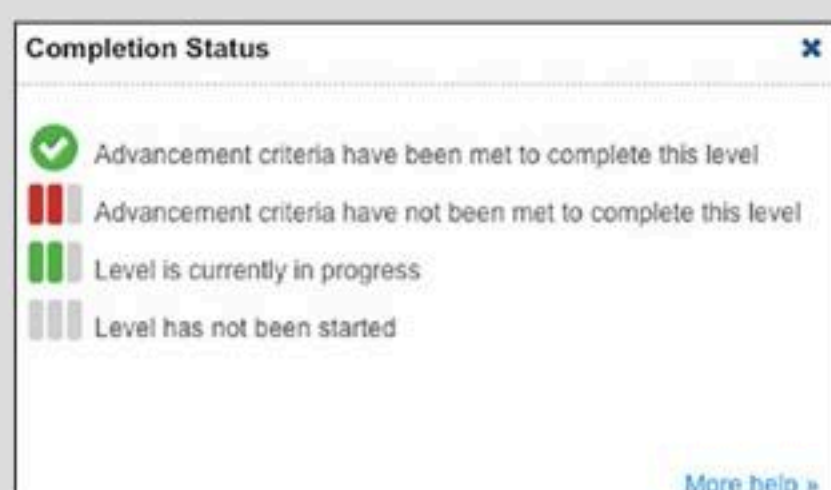 Completion Status
Advancement criteria have been met to complete this level
Advancement criteria have not been met to complete this level
Level is currently in progress
Level has not been started
More help »